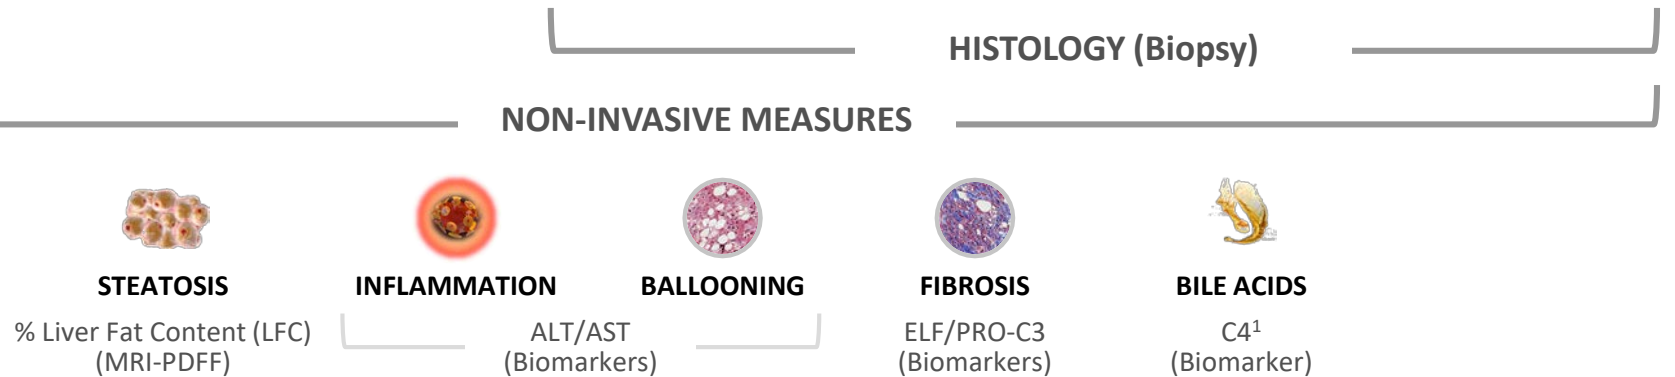 HISTOLOGY (Biopsy)
NON-INVASIVE MEASURES
STEATOSIS
INFLAMMATION
BALLOONING
FIBROSIS
BILE ACIDS
% Liver Fat Content (LFC)
(MRI-PDFF)
ALT/AST
(Biomarkers)
ELF/PRO-C3
(Biomarkers)
C4¹
(Biomarker)